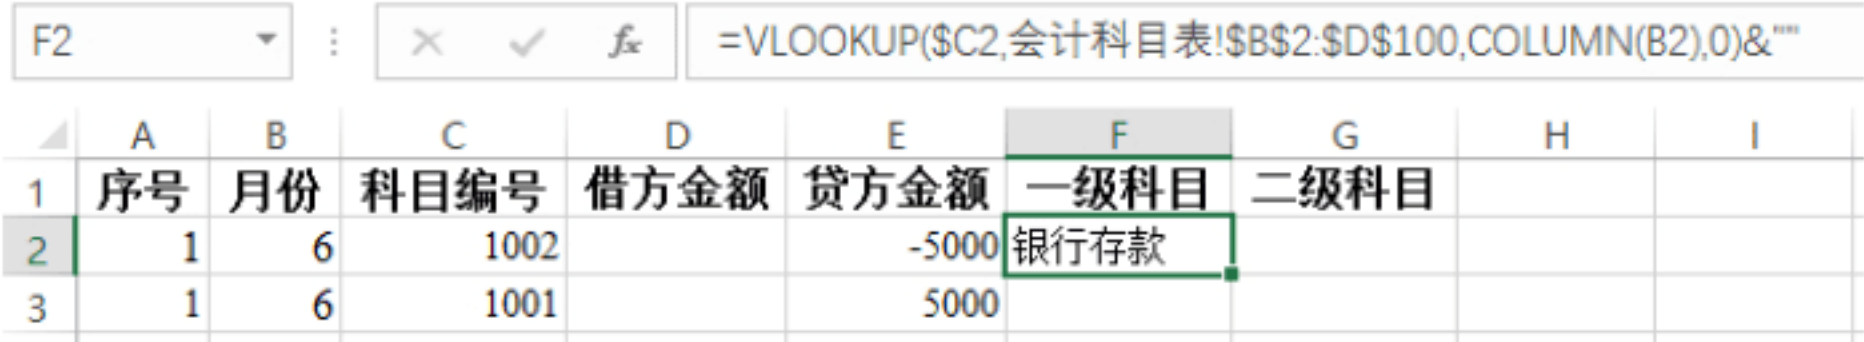 F2 fx =VLOOKUP($C2,会计科目表!$B$2:$D$100,COLUMN(B2),0)&""
A B C D E F G H I
1 序号 月份 科目编号 借方金额 贷方金额 一级科目 二级科目
2 1 6 1002 -5000 银行存款
3 1 6 1001 5000